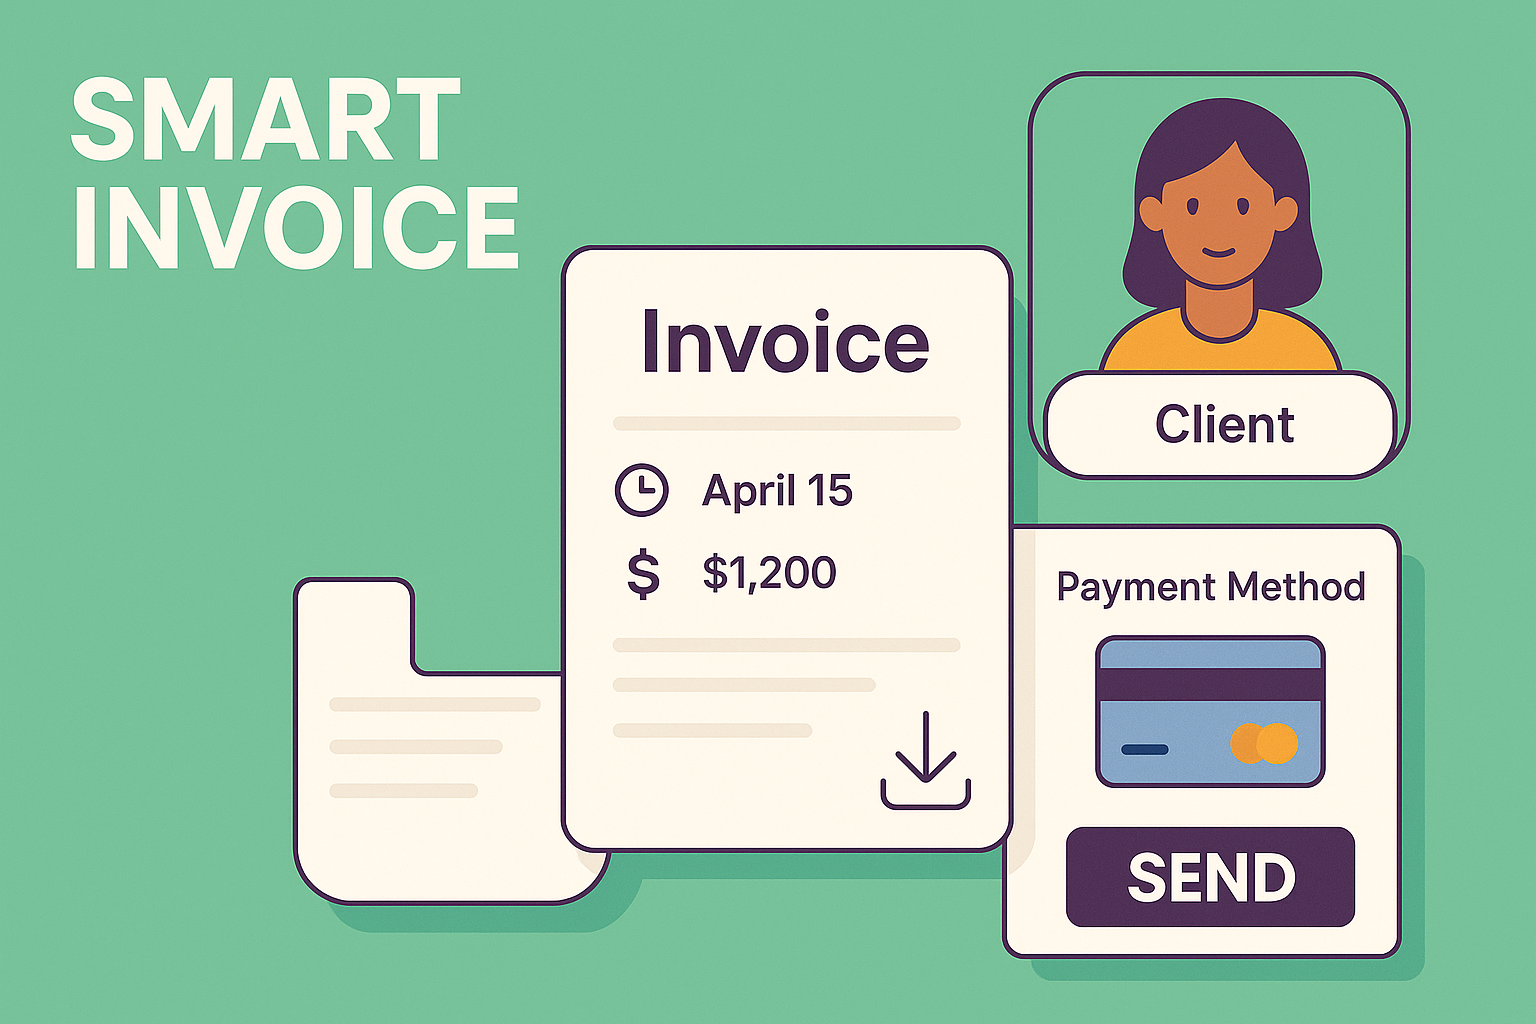 SMART
INVOICE
Invoice
April 15
$ $1,200
Client
Payment Method
SEND